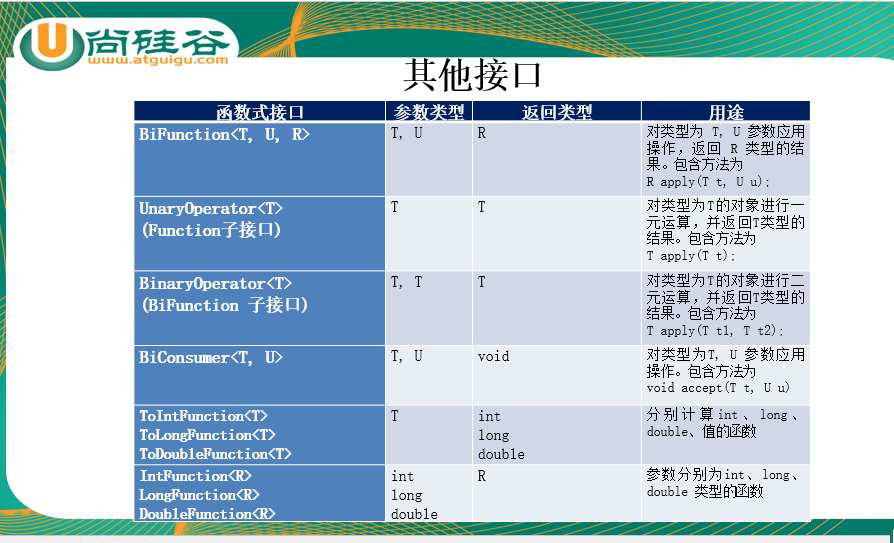 尚硅谷
www.atguigu.com
其他接口
函数式接口 参数类型 返回类型 用途
BiFunction<T, U, R> T, U R 对类型为 T, U 参数应用
操作，返回 R 类型的结
果。包含方法为
R apply(T t, U u);
UnaryOperator<T> T T 对类型为T的对象进行一
(Function子接口) 元运算，并返回T类型的
结果。包含方法为
T apply(T t);
BinaryOperator<T> T, T T 对类型为T的对象进行二
(BiFunction 子接口) 元运算，并返回T类型的
结果。包含方法为
T apply(T t1, T t2);
BiConsumer<T, U> T, U void 对类型为T, U 参数应用
操作。包含方法为
void accept(T t, U u)
ToIntFunction<T> T int 分别计算int、long、
ToLongFunction<T> long double、值的函数
ToDoubleFunction<T> double
IntFunction<R> int R 参数分别为int、long、
LongFunction<R> long double 类型的函数
DoubleFunction<R> double